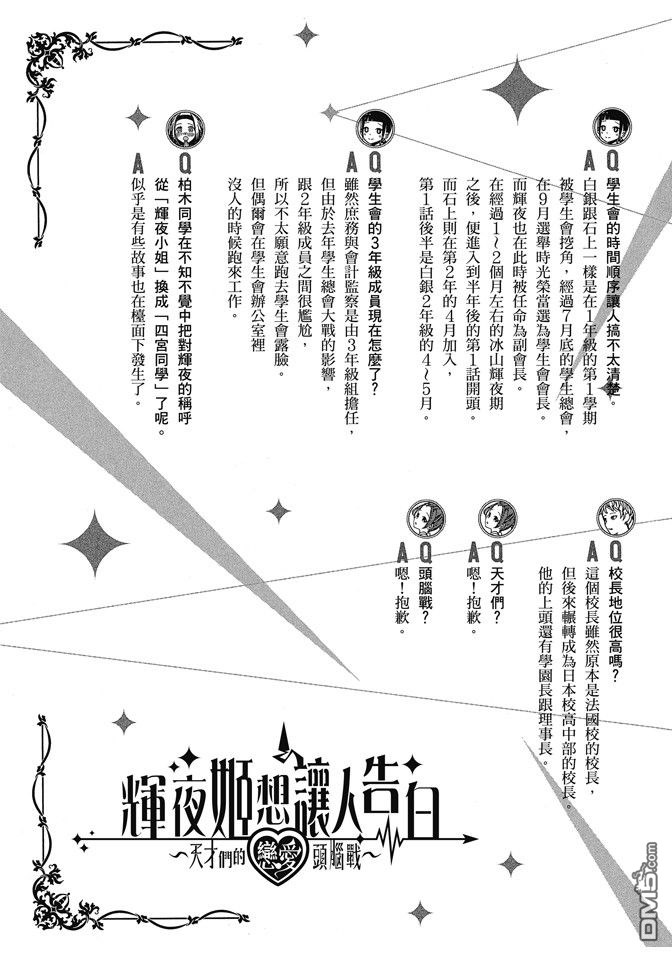 Q 學生會的時間順序讓人搞不太清楚。
A 白銀跟石上一樣是在1年級的第1學期
被學生會挖角，經過7月底的學生總會，
在9月選舉時光榮當選為學生會會長。
而輝夜也在此時被任命為副會長。
在經過1～2個月左右的冰山輝夜期
之後，便進入到半年後的第1話開頭。
而石上則在第2年的4月加入，
第1話後半是白銀2年級的4～5月。
Q 學生會的3年級成員現在怎麼了？
A 雖然庶務與會計監察是由3年級組擔任，
但由於去年學生總會大戰的影響，
跟2年級成員之間很尷尬，
所以不太願意跑去學生會露臉。
但偶爾會在學生會辦公室裡
沒人的時候跑來工作。
Q 柏木同學在不知不覺中把對輝夜的稱呼
從「輝夜小姐」換成「四宮同學」了呢。
A 似乎是有些故事也在檯面下發生了。
Q 校長地位很高嗎？
A 這個校長雖然原本是法國校的校長，
但後來輾轉成為日本校高中部的校長。
他的上頭還有學園長跟理事長。
Q 天才們？
A 嗯！抱歉。
Q 頭腦戰？
A 嗯！抱歉。
輝夜姬想讓人告白
～天才們的戀愛頭腦戰～
DM5.com